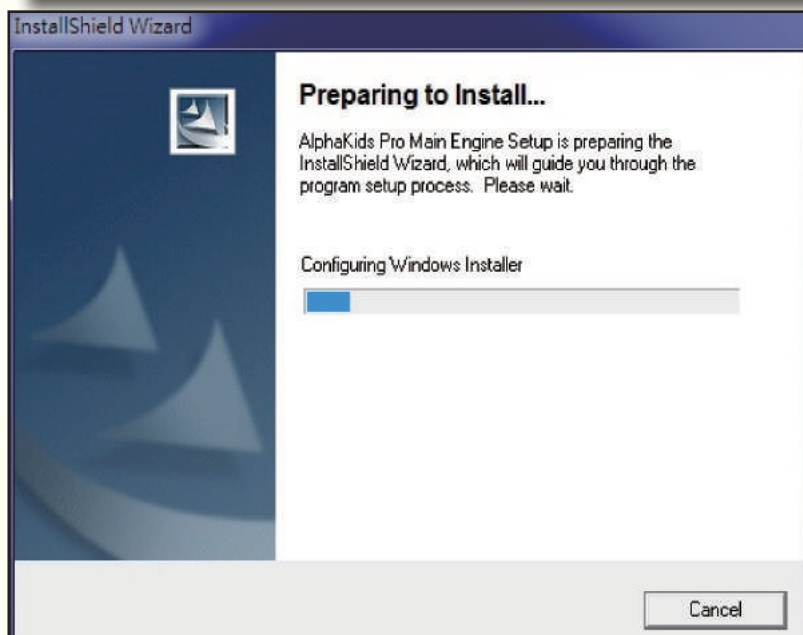 InstallShield Wizard
Preparing to Install...
AlphaKids Pro Main Engine Setup is preparing the
InstallShield Wizard, which will guide you through the
program setup process.  Please wait.
Configuring Windows Installer
Cancel